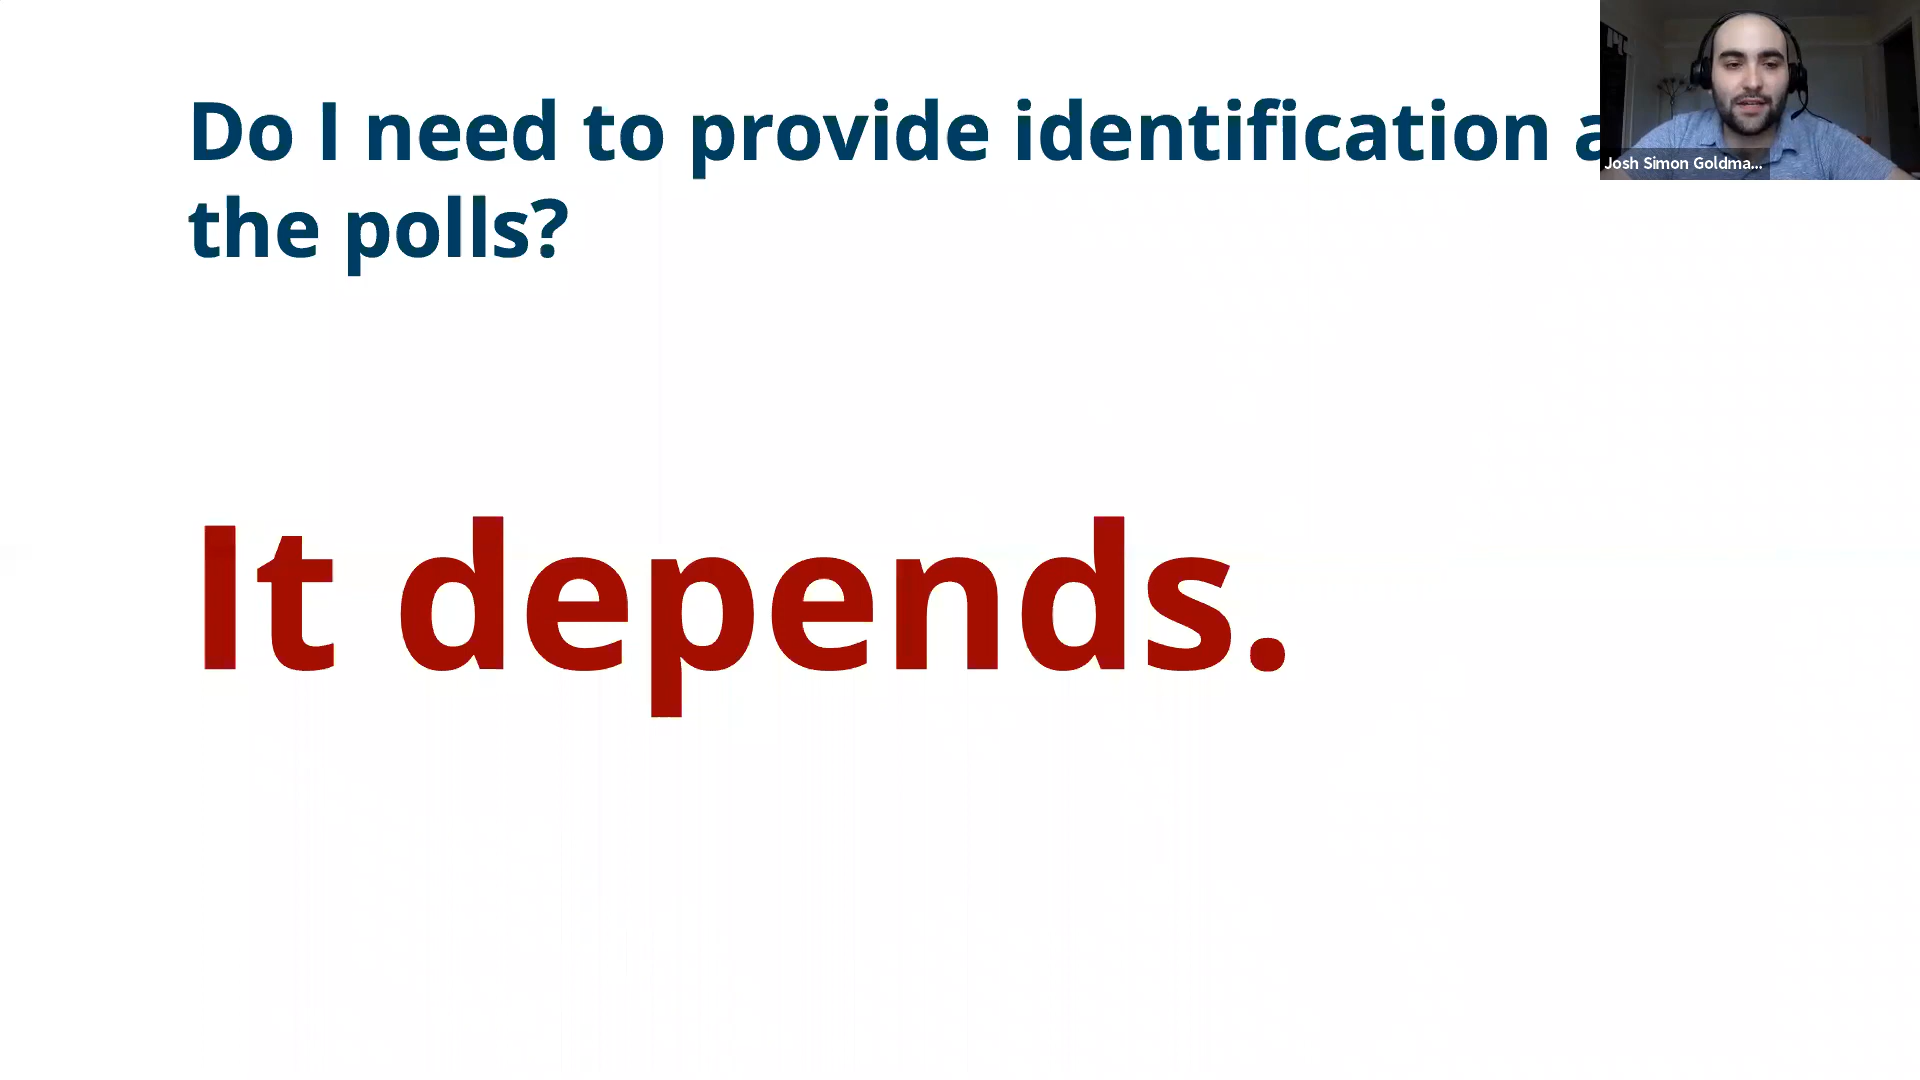 Do I need to provide identification
the polls?
It depends.
Josh Simon Goldma...